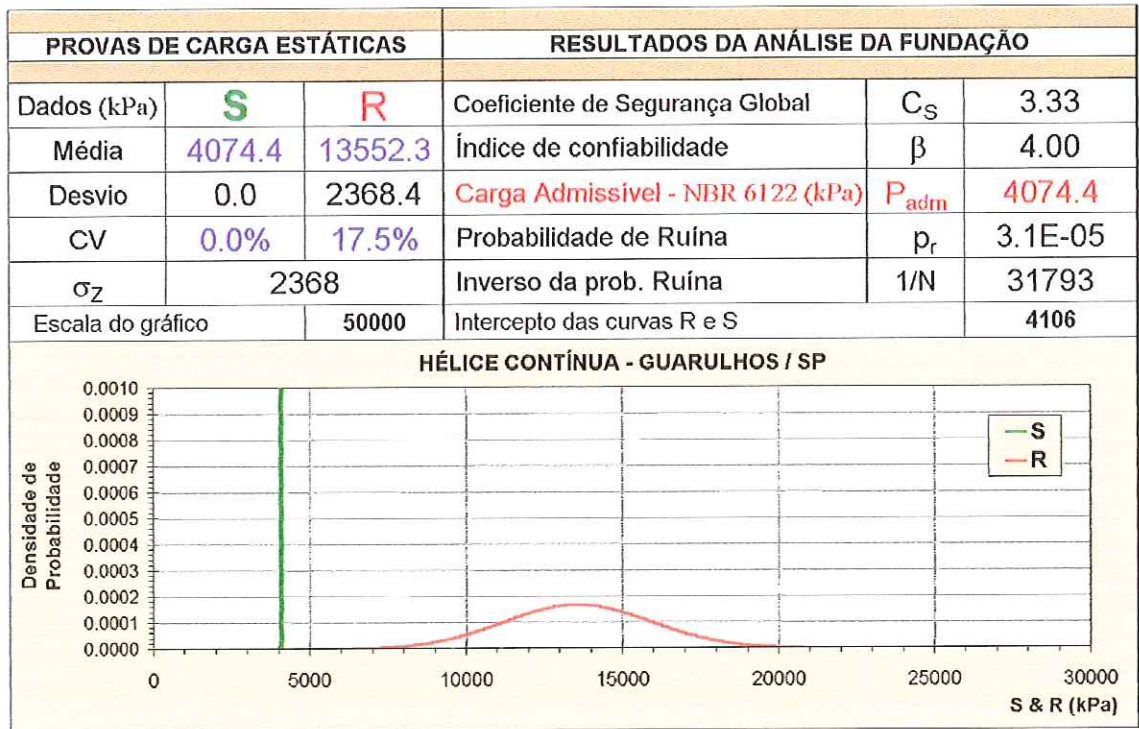 PROVAS DE CARGA ESTÁTICAS RESULTADOS DA ANÁLISE DA FUNDAÇÃO
Dados (kPa) S R Coeficiente de Segurança Global C_S 3.33
Média 4074.4 13552.3 Índice de confiabilidade β 4.00
Desvio 0.0 2368.4 Carga Admissível - NBR 6122 (kPa) P_adm 4074.4
CV 0.0% 17.5% Probabilidade de Ruína p_r 3.1E-05
σ_Z 2368 Inverso da prob. Ruína 1/N 31793
Escala do gráfico 50000 Intercepto das curvas R e S 4106
HÉLICE CONTÍNUA - GUARULHOS / SP
Densidade de
Probabilidade
0.0010
0.0009
0.0008
0.0007
0.0006
0.0005
0.0004
0.0003
0.0002
0.0001
0.0000
S
R
0 5000 10000 15000 20000 25000 30000
S & R (kPa)